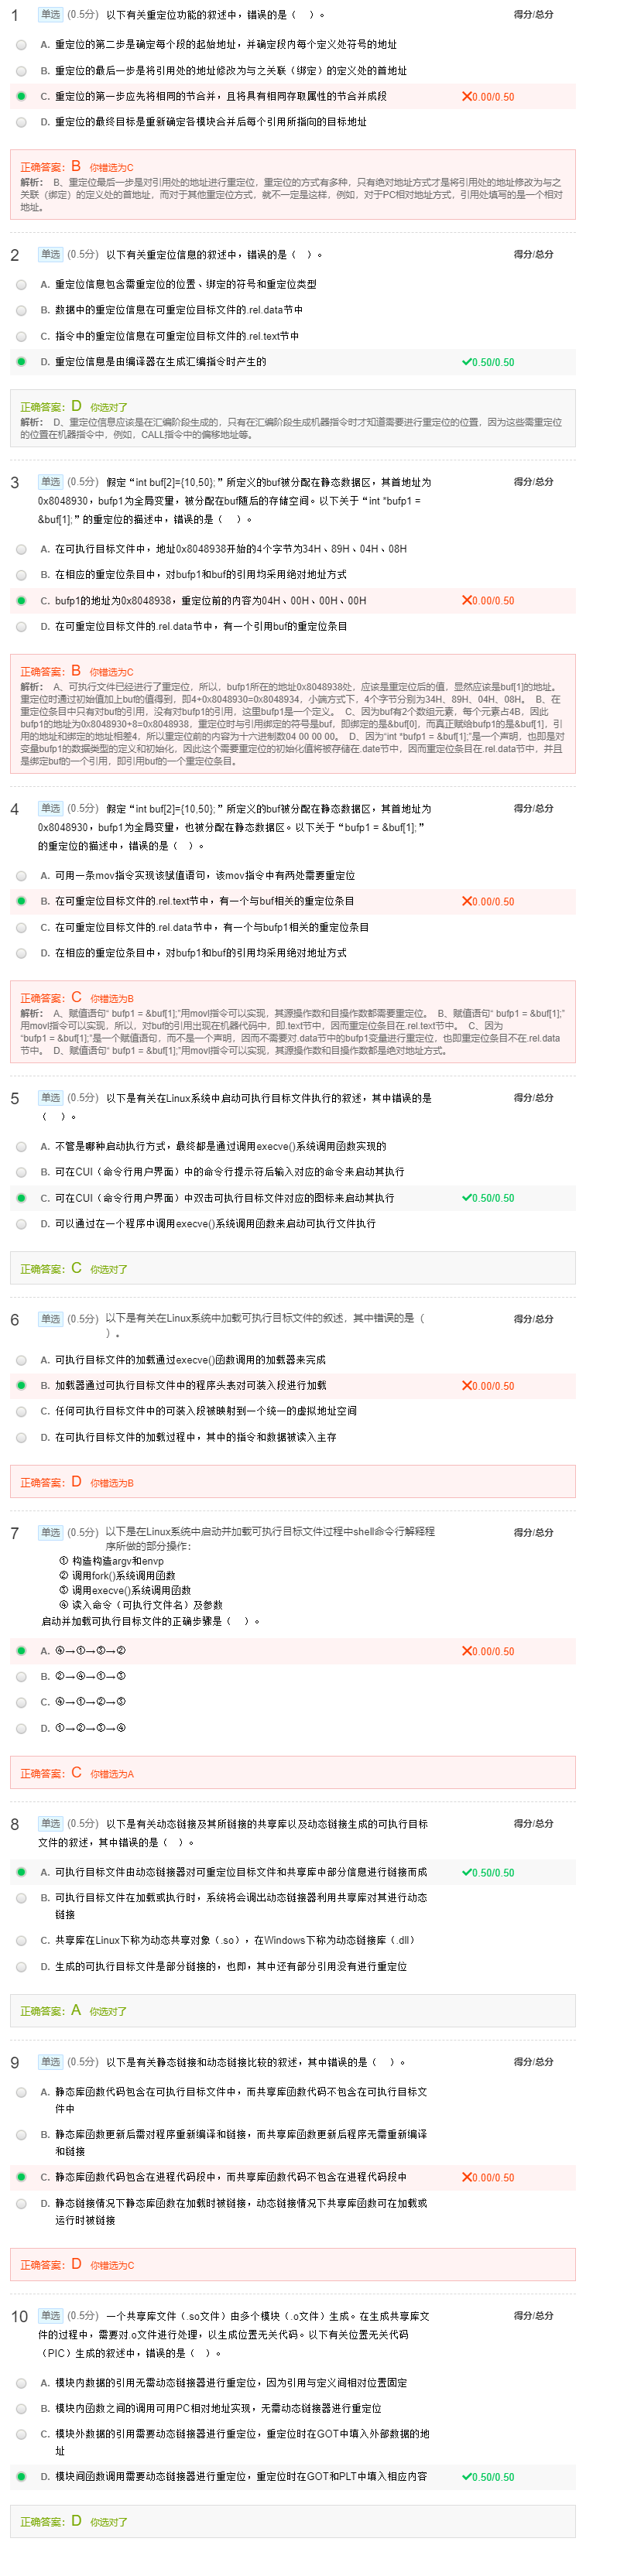 1 单选 (0.5分) 以下有关重定位功能的叙述中，错误的是（ ）。 得分/总分
A. 重定位的第二步是确定每个段的起始地址，并确定段内每个定义处符号的地址
B. 重定位的最后一步是将引用处的地址修改为与之关联（绑定）的定义处的首地址
C. 重定位的第一步应先将相同的节合并，且将具有相同存取属性的节合并成段 0.00/0.50
D. 重定位的最终目标是重新确定各模块合并后每个引用所指向的目标地址
正确答案：B 你错选为C
解析： B、重定位最后一步是对引用处的地址进行重定位，重定位的方式有多种，只有绝对地址方式才是将引用处的地址修改为与之关
联（绑定）的定义处的首地址，而对于其他重定位方式，就不一定是这样，例如，对于PC相对地址方式，引用处填写的是一个相对
地址。
2 单选 (0.5分) 以下有关重定位信息的叙述中，错误的是（ ）。 得分/总分
A. 重定位信息包含需重定位的位置、绑定的符号和重定位类型
B. 数据中的重定位信息在可重定位目标文件的.rel.data节中
C. 指令中的重定位信息在可重定位目标文件的.rel.text节中
D. 重定位信息是由编译器在生成汇编指令时产生的 0.50/0.50
正确答案：D 你选对了
解析： D、重定位信息应该是在汇编阶段生成的，只有在汇编阶段生成机器指令时才知道需要进行重定位的位置，因为这些需重定位
的位置在机器指令中，例如，CALL指令中的偏移地址等。
3 单选 (0.5分) 假定“int buf[2]={10,50};”所定义的buf被分配在静态数据区，其首地址为 得分/总分
0x8048930，bufp1为全局变量，被分配在buf随后的存储空间。以下关于“int *bufp1 =
&buf[1];”的重定位的描述中，错误的是（ ）。
A. 在可执行目标文件中，地址0x8048938开始的4个字节为34H、89H、04H、08H
B. 在相应的重定位条目中，对bufp1和buf的引用均采用绝对地址方式
C. bufp1的地址为0x8048938，重定位前的内容为04H、00H、00H、00H 0.00/0.50
D. 在可重定位目标文件的.rel.data节中，有一个引用buf的重定位条目
正确答案：B 你错选为C
解析： A、可执行文件已经进行了重定位，所以，bufp1所在的地址0x8048938处，应该是重定位后的值，显然应该是buf[1]的地址。
重定位时通过初始值加上buf的值得到，即4+0x8048930=0x8048934，小端方式下，4个字节分别为34H、89H、04H、08H。 B、在
重定位条目中只有对buf的引用，没有对bufp1的引用，这里bufp1是一个定义。 C、因为buf有2个数组元素，每个元素占4B，因此
bufp1的地址为0x8048930+8=0x8048938，重定位时与引用绑定的符号是buf，即绑定的是&buf[0]，而真正赋给bufp1的是&buf[1]，引
用的地址和绑定的地址相差4，所以重定位前的内容为十六进制数04 00 00 00。 D、因为“int *bufp1 = &buf[1];”是一个声明，也即是对
变量bufp1的数据类型的定义和初始化，因此这个需要重定位的初始化值将被存储在.date节中，因而重定位条目在.rel.data节中，并且
是绑定buf的一个引用，即引用buf的一个重定位条目。
4 单选 (0.5分) 假定“int buf[2]={10,50};”所定义的buf被分配在静态数据区，其首地址为 得分/总分
0x8048930，bufp1为全局变量，也被分配在静态数据区。以下关于“bufp1 = &buf[1];”
的重定位的描述中，错误的是（ ）。
A. 可用一条mov指令实现该赋值语句，该mov指令中有两处需要重定位
B. 在可重定位目标文件的.rel.text节中，有一个与buf相关的重定位条目 0.00/0.50
C. 在可重定位目标文件的.rel.data节中，有一个与bufp1相关的重定位条目
D. 在相应的重定位条目中，对bufp1和buf的引用均采用绝对地址方式
正确答案：C 你错选为B
解析： A、赋值语句“ bufp1 = &buf[1];”用movl指令可以实现，其源操作数和目操作数都需要重定位。 B、赋值语句“ bufp1 = &buf[1];”
用movl指令可以实现，所以，对buf的引用出现在机器代码中，即.text节中，因而重定位条目在.rel.text节中。 C、因为
“bufp1 = &buf[1];”是一个赋值语句，而不是一个声明，因而不需要对.data节中的bufp1变量进行重定位，也即重定位条目不在.rel.data
节中。 D、赋值语句“ bufp1 = &buf[1];”用movl指令可以实现，其源操作数和目操作数都是绝对地址方式。
5 单选 (0.5分) 以下是有关在Linux系统中启动可执行目标文件执行的叙述，其中错误的是 得分/总分
（ ）。
A. 不管是哪种启动执行方式，最终都是通过调用execve()系统调用函数实现的
B. 可在CUI（命令行用户界面）中的命令行提示符后输入对应的命令来启动其执行
C. 可在CUI（命令行用户界面）中双击可执行目标文件对应的图标来启动其执行 0.50/0.50
D. 可以通过在一个程序中调用execve()系统调用函数来启动可执行文件执行
正确答案：C 你选对了
6 单选 (0.5分) 以下是有关在Linux系统中加载可执行目标文件的叙述，其中错误的是（ 得分/总分
）。
A. 可执行目标文件的加载通过execve()函数调用的加载器来完成
B. 加载器通过可执行目标文件中的程序头表对可装入段进行加载 0.00/0.50
C. 任何可执行目标文件中的可装入段被映射到一个统一的虚拟地址空间
D. 在可执行目标文件的加载过程中，其中的指令和数据被读入主存
正确答案：D 你错选为B
7 单选 (0.5分) 以下是在Linux系统中启动并加载可执行目标文件过程中shell命令行解释程 得分/总分
序所做的部分操作：
① 构造构造argv和envp
② 调用fork()系统调用函数
③ 调用execve()系统调用函数
④ 读入命令（可执行文件名）及参数
启动并加载可执行目标文件的正确步骤是（ ）。
A. ④→①→③→② 0.00/0.50
B. ②→④→①→③
C. ④→①→②→③
D. ①→②→③→④
正确答案：C 你错选为A
8 单选 (0.5分) 以下是有关动态链接及其所链接的共享库以及动态链接生成的可执行目标 得分/总分
文件的叙述，其中错误的是（ ）。
A. 可执行目标文件由动态链接器对可重定位目标文件和共享库中部分信息进行链接而成 0.50/0.50
B. 可执行目标文件在加载或执行时，系统将会调出动态链接器利用共享库对其进行动态
链接
C. 共享库在Linux下称为动态共享对象（.so），在Windows下称为动态链接库（.dll）
D. 生成的可执行目标文件是部分链接的，也即，其中还有部分引用没有进行重定位
正确答案：A 你选对了
9 单选 (0.5分) 以下是有关静态链接和动态链接比较的叙述，其中错误的是（ ）。 得分/总分
A. 静态库函数代码包含在可执行目标文件中，而共享库函数代码不包含在可执行目标文
件中
B. 静态库函数更新后需对程序重新编译和链接，而共享库函数更新后程序无需重新编译
和链接
C. 静态库函数代码包含在进程代码段中，而共享库函数代码不包含在进程代码段中 0.00/0.50
D. 静态链接情况下静态库函数在加载时被链接，动态链接情况下共享库函数可在加载或
运行时被链接
正确答案：D 你错选为C
10 单选 (0.5分) 一个共享库文件（.so文件）由多个模块（.o文件）生成。在生成共享库文 得分/总分
件的过程中，需要对.o文件进行处理，以生成位置无关代码。以下有关位置无关代码
（PIC）生成的叙述中，错误的是（ ）。
A. 模块内数据的引用无需动态链接器进行重定位，因为引用与定义间相对位置固定
B. 模块内函数之间的调用可用PC相对地址实现，无需动态链接器进行重定位
C. 模块外数据的引用需要动态链接器进行重定位，重定位时在GOT中填入外部数据的地
址
D. 模块间函数调用需要动态链接器进行重定位，重定位时在GOT和PLT中填入相应内容 0.50/0.50
正确答案：D 你选对了